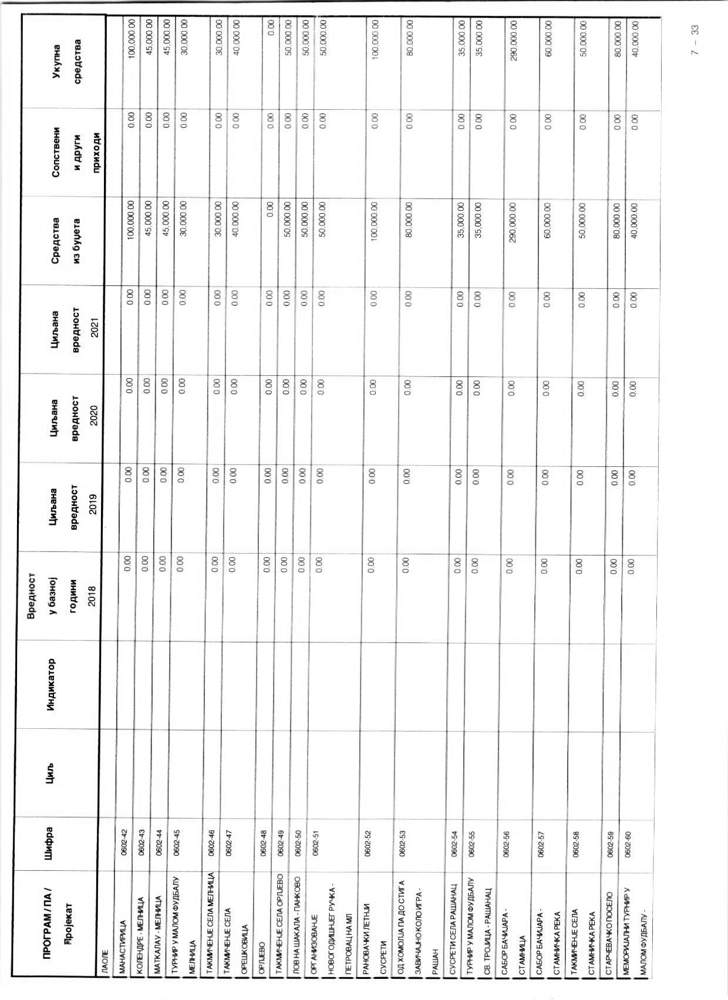 ПРОГРАМ / ПА / Пројекат | Шифра | Циљ | Индикатор | Вредност у базној години 2018 | Циљана вредност 2019 | Циљана вредност 2020 | Циљана вредност 2021 | Средства из буџета | Сопствени и други приходи | Укупна средства
ЛАОЛЕ
МАНАСТИРИЦА 0602-42 0.00 0.00 0.00 0.00 100,000.00 0.00 100,000.00
КОЛЕНДРЕ - МЕЛНИЦА 0602-43 0.00 0.00 0.00 0.00 45,000.00 0.00 45,000.00
МАТКАЛАУ - МЕЛНИЦА 0602-44 0.00 0.00 0.00 0.00 45,000.00 0.00 45,000.00
ТУРНИР У МАЛОМ ФУДБАЛУ 0602-45 0.00 0.00 0.00 0.00 30,000.00 0.00 30,000.00
МЕЛНИЦА
ТАКМИЧЕЊЕ СЕЛА МЕЛНИЦА 0602-46 0.00 0.00 0.00 0.00 30,000.00 0.00 30,000.00
ТАКМИЧЕЊЕ СЕЛА 0602-47 0.00 0.00 0.00 0.00 40,000.00 0.00 40,000.00
ОРЕШКОВИЦА
ОРЉЕВО 0602-48 0.00 0.00 0.00 0.00 0.00 0.00 0.00
ТАКМИЧЕЊЕ СЕЛА ОРЉЕВО 0602-49 0.00 0.00 0.00 0.00 50,000.00 0.00 50,000.00
ЛОВ НА ШАКАЛА - ПАНКОВО 0602-50 0.00 0.00 0.00 0.00 50,000.00 0.00 50,000.00
ОРГАНИЗОВАЊЕ 0602-51 0.00 0.00 0.00 0.00 50,000.00 0.00 50,000.00
НОВОГОДИШЊЕГ РУЧКА -
ПЕТРОВАЦ НА МЛ
РАНОВАЧКИ ЛЕТЊИ 0602-52 0.00 0.00 0.00 0.00 100,000.00 0.00 100,000.00
СУСРЕТИ
ОД ХОМОЉА ПА ДО СТИГА 0602-53 0.00 0.00 0.00 0.00 80,000.00 0.00 80,000.00
ЗАВИЧАЈНО КОЛО ИГРА -
РАШАН
СУСРЕТИ СЕЛА РАШАНАЦ 0602-54 0.00 0.00 0.00 0.00 35,000.00 0.00 35,000.00
ТУРНИР У МАЛОМ ФУДБАЛУ 0602-55 0.00 0.00 0.00 0.00 35,000.00 0.00 35,000.00
СВ. ТРОЈИЦА - РАШАНАЦ
САБОР БАЧИЈАРА - 0602-56 0.00 0.00 0.00 0.00 290,000.00 0.00 290,000.00
СТАМНИЦА
САБОР БАЧИЈАРА - 0602-57 0.00 0.00 0.00 0.00 60,000.00 0.00 60,000.00
СТАМНИЧКА РЕКА
ТАКМИЧЕЊЕ СЕЛА 0602-58 0.00 0.00 0.00 0.00 50,000.00 0.00 50,000.00
СТАМНИЧКА РЕКА
СТАРЧЕВАЧКО ПОСЕЛО 0602-59 0.00 0.00 0.00 0.00 80,000.00 0.00 80,000.00
МЕМОРИЈАЛНИ ТУРНИР У 0602-60 0.00 0.00 0.00 0.00 40,000.00 0.00 40,000.00
МАЛОМ ФУДБАЛУ -
7 - 33